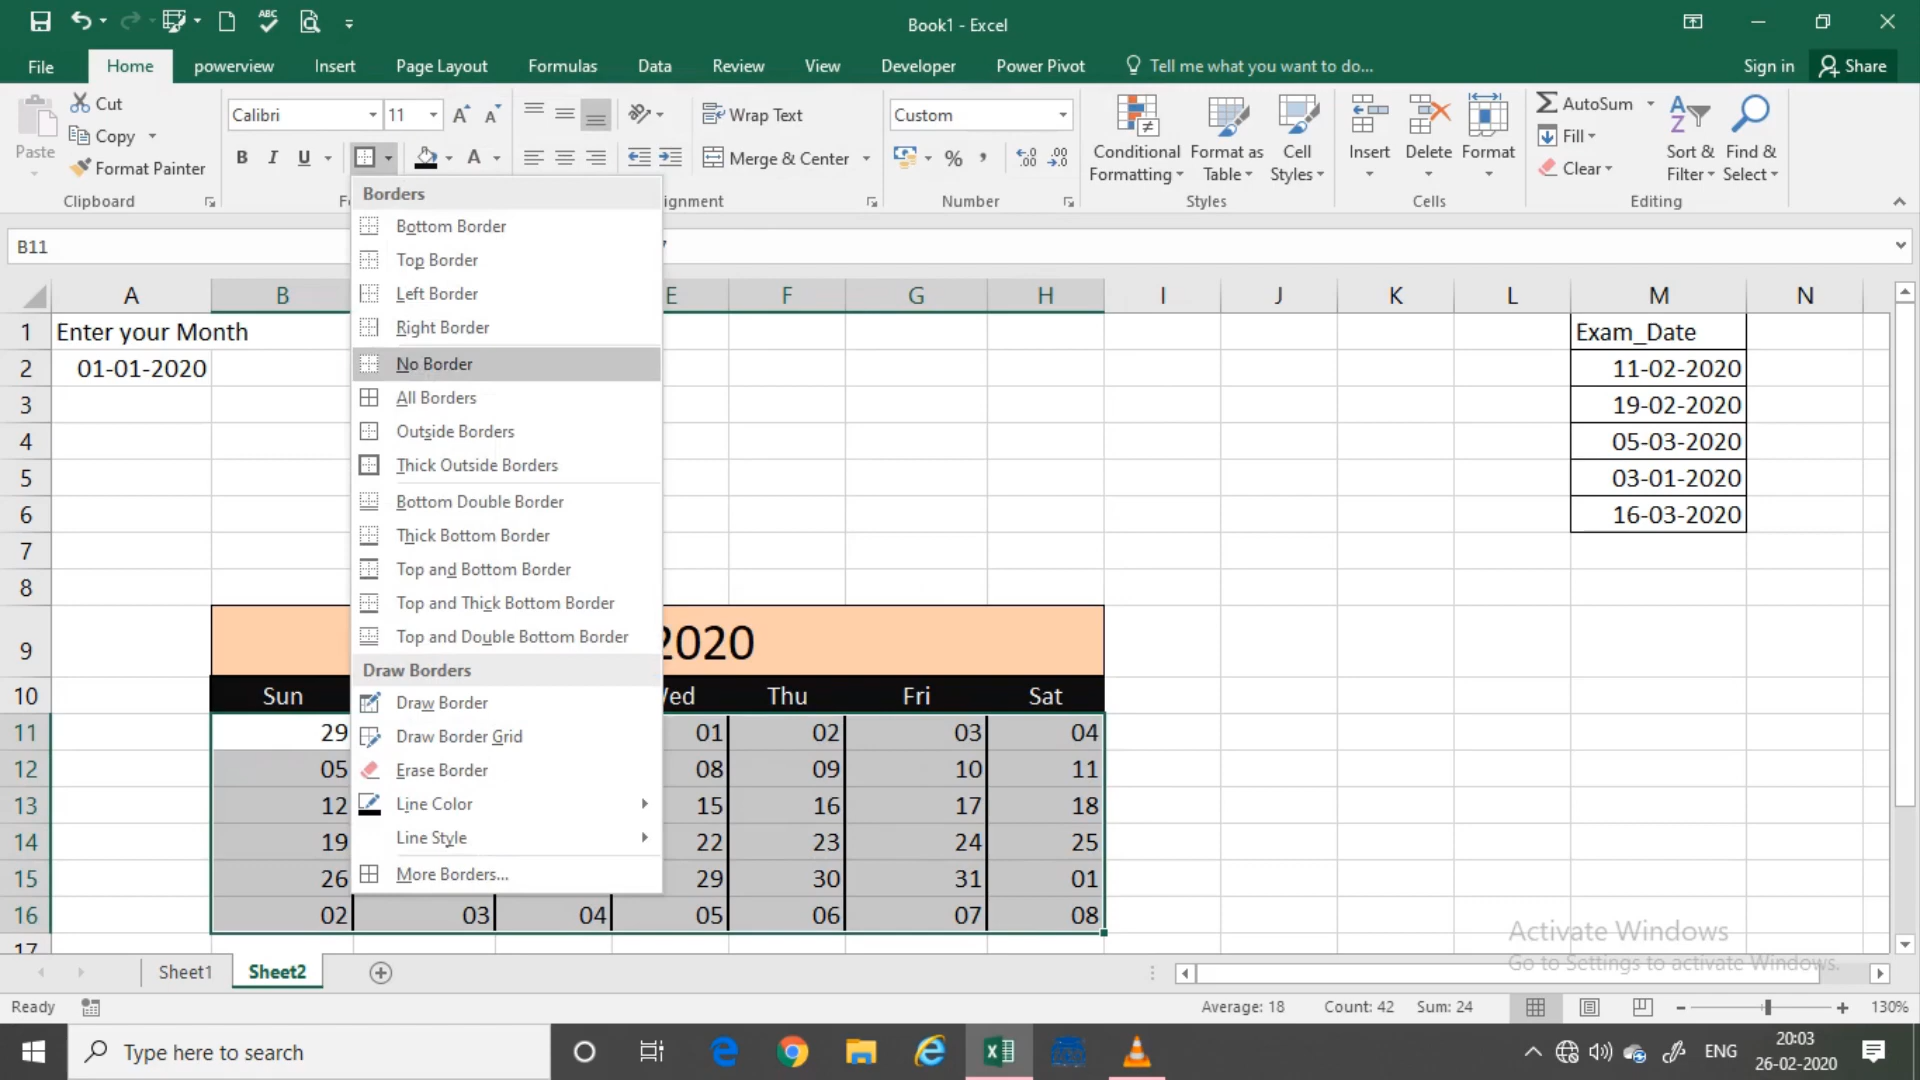 Book1 - Excel
File Home powerview Insert Page Layout Formulas Data Review View Developer Power Pivot Tell me what you want to do... Sign in Share
Paste
Cut
Copy
Format Painter
Clipboard
Calibri 11
B I U A
Wrap Text
Merge & Center
Custom
% ,
Number
Conditional Formatting
Format as Table
Cell Styles
Styles
Insert Delete Format
Cells
AutoSum
Fill
Clear
Sort & Filter
Find & Select
Editing
B11
Borders
Bottom Border
Top Border
Left Border
Right Border
No Border
All Borders
Outside Borders
Thick Outside Borders
Bottom Double Border
Thick Bottom Border
Top and Bottom Border
Top and Thick Bottom Border
Top and Double Bottom Border
Draw Borders
Draw Border
Draw Border Grid
Erase Border
Line Color
Line Style
More Borders...
A B E F G H I J K L M N
1 Enter your Month Exam_Date
2 01-01-2020 11-02-2020
3 19-02-2020
4 05-03-2020
5 03-01-2020
6 16-03-2020
7
8
9 2020
10 Sun Thu Fri Sat
11 29 01 02 03 04
12 05 08 09 10 11
13 12 15 16 17 18
14 19 22 23 24 25
15 26 29 30 31 01
16 02 03 04 05 06 07 08
17
Activate Windows
Go to Settings to activate Windows.
Sheet1 Sheet2
Ready Average: 18 Count: 42 Sum: 24 130%
Type here to search ENG 20:03
26-02-2020